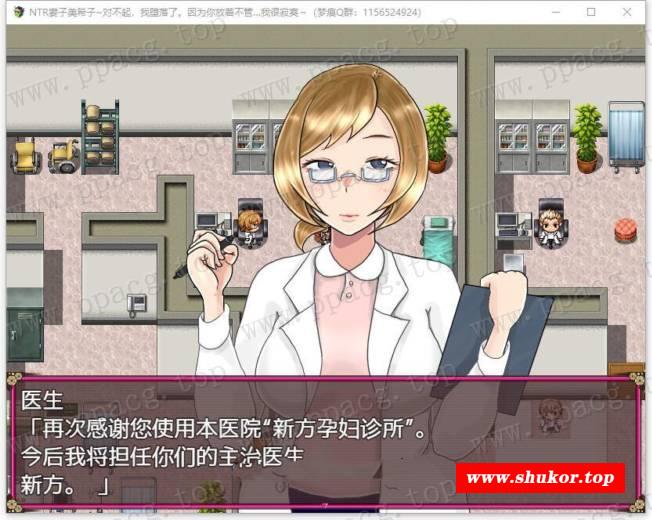 NTR妻子美希子~对不起，我堕落了。因为你放着不管...我很寂寞~（梦魇Q群：1156524924）
www.ppacg.top
医生
「再次感谢您使用本医院“新方孕妇诊所”。
今后我将担任你们的主治医生
新方。 」
www.shukor.top